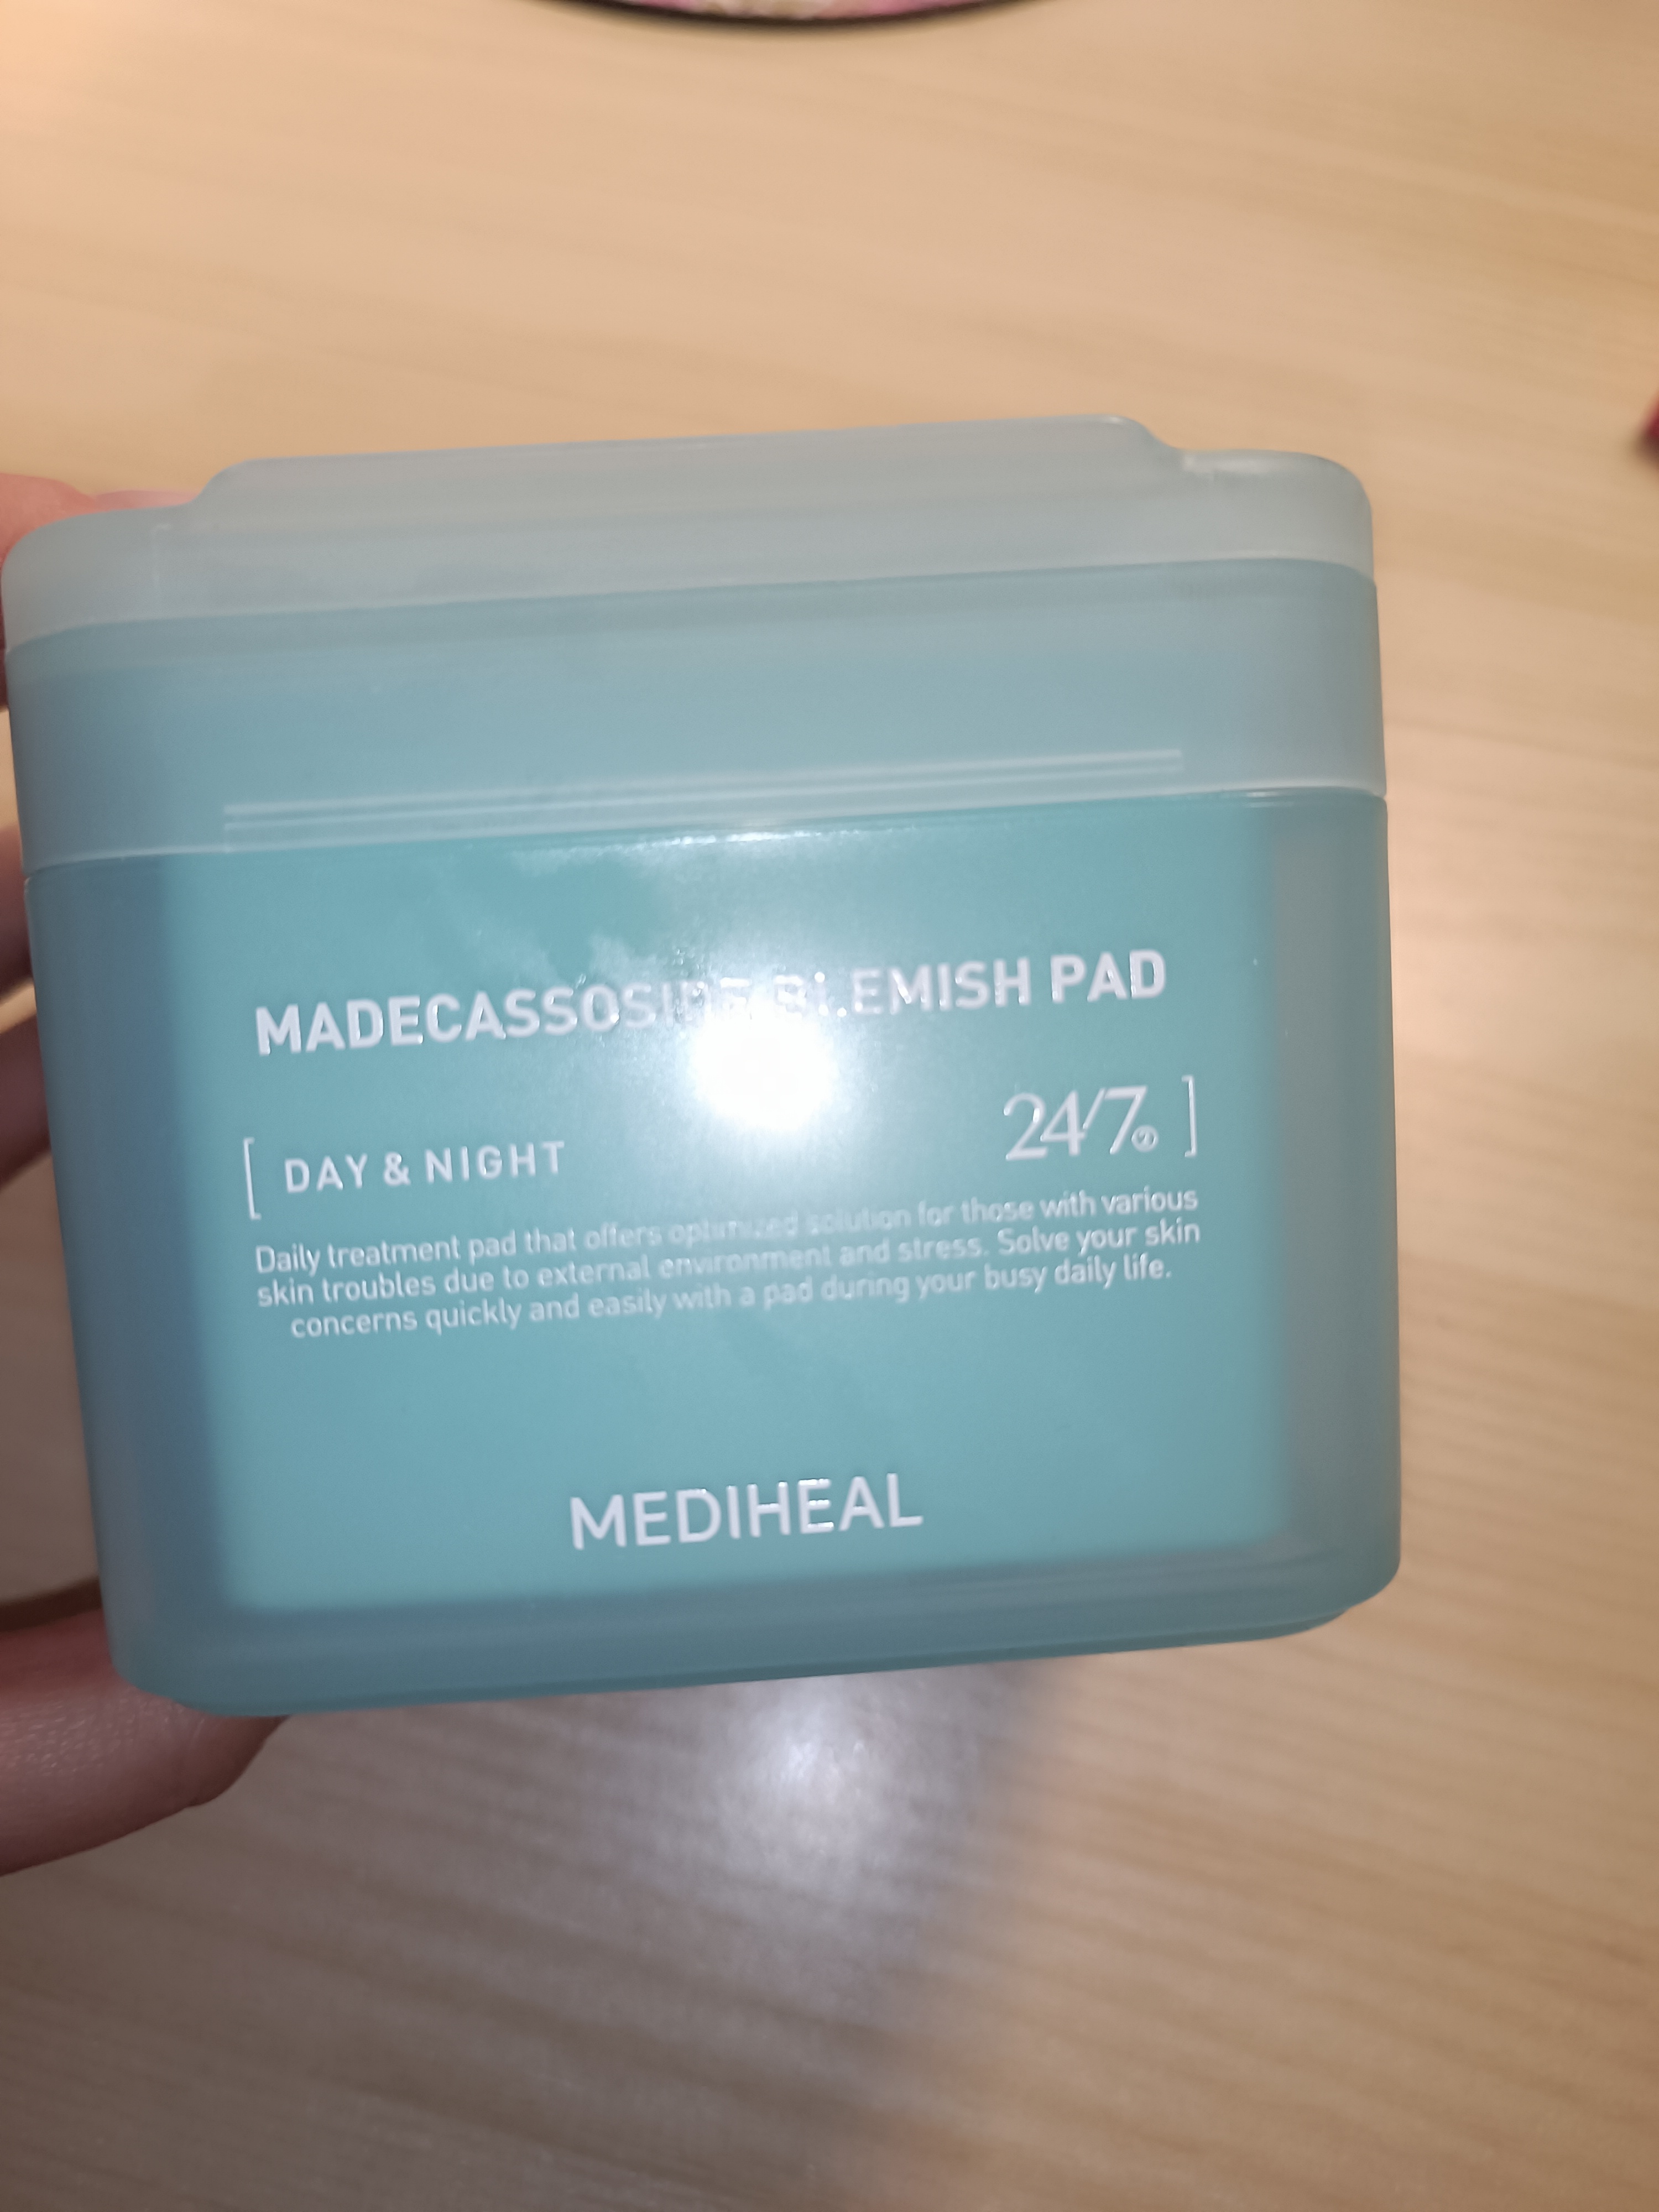 MADECASSOSIDE BLEMISH PAD
[ DAY & NIGHT 24/7 ]
Daily treatment pad that offers optimized solution for those with various
skin troubles due to external environment and stress. Solve your skin
concerns quickly and easily with a pad during your busy daily life.
MEDIHEAL